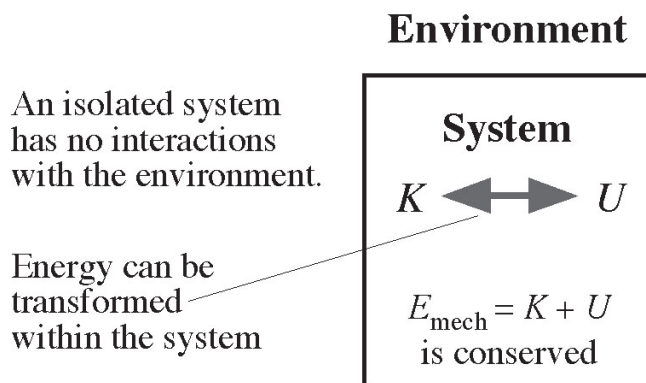 Environment
An isolated system
has no interactions
with the environment.
System
K U
Energy can be
transformed
within the system
E_mech = K + U
is conserved